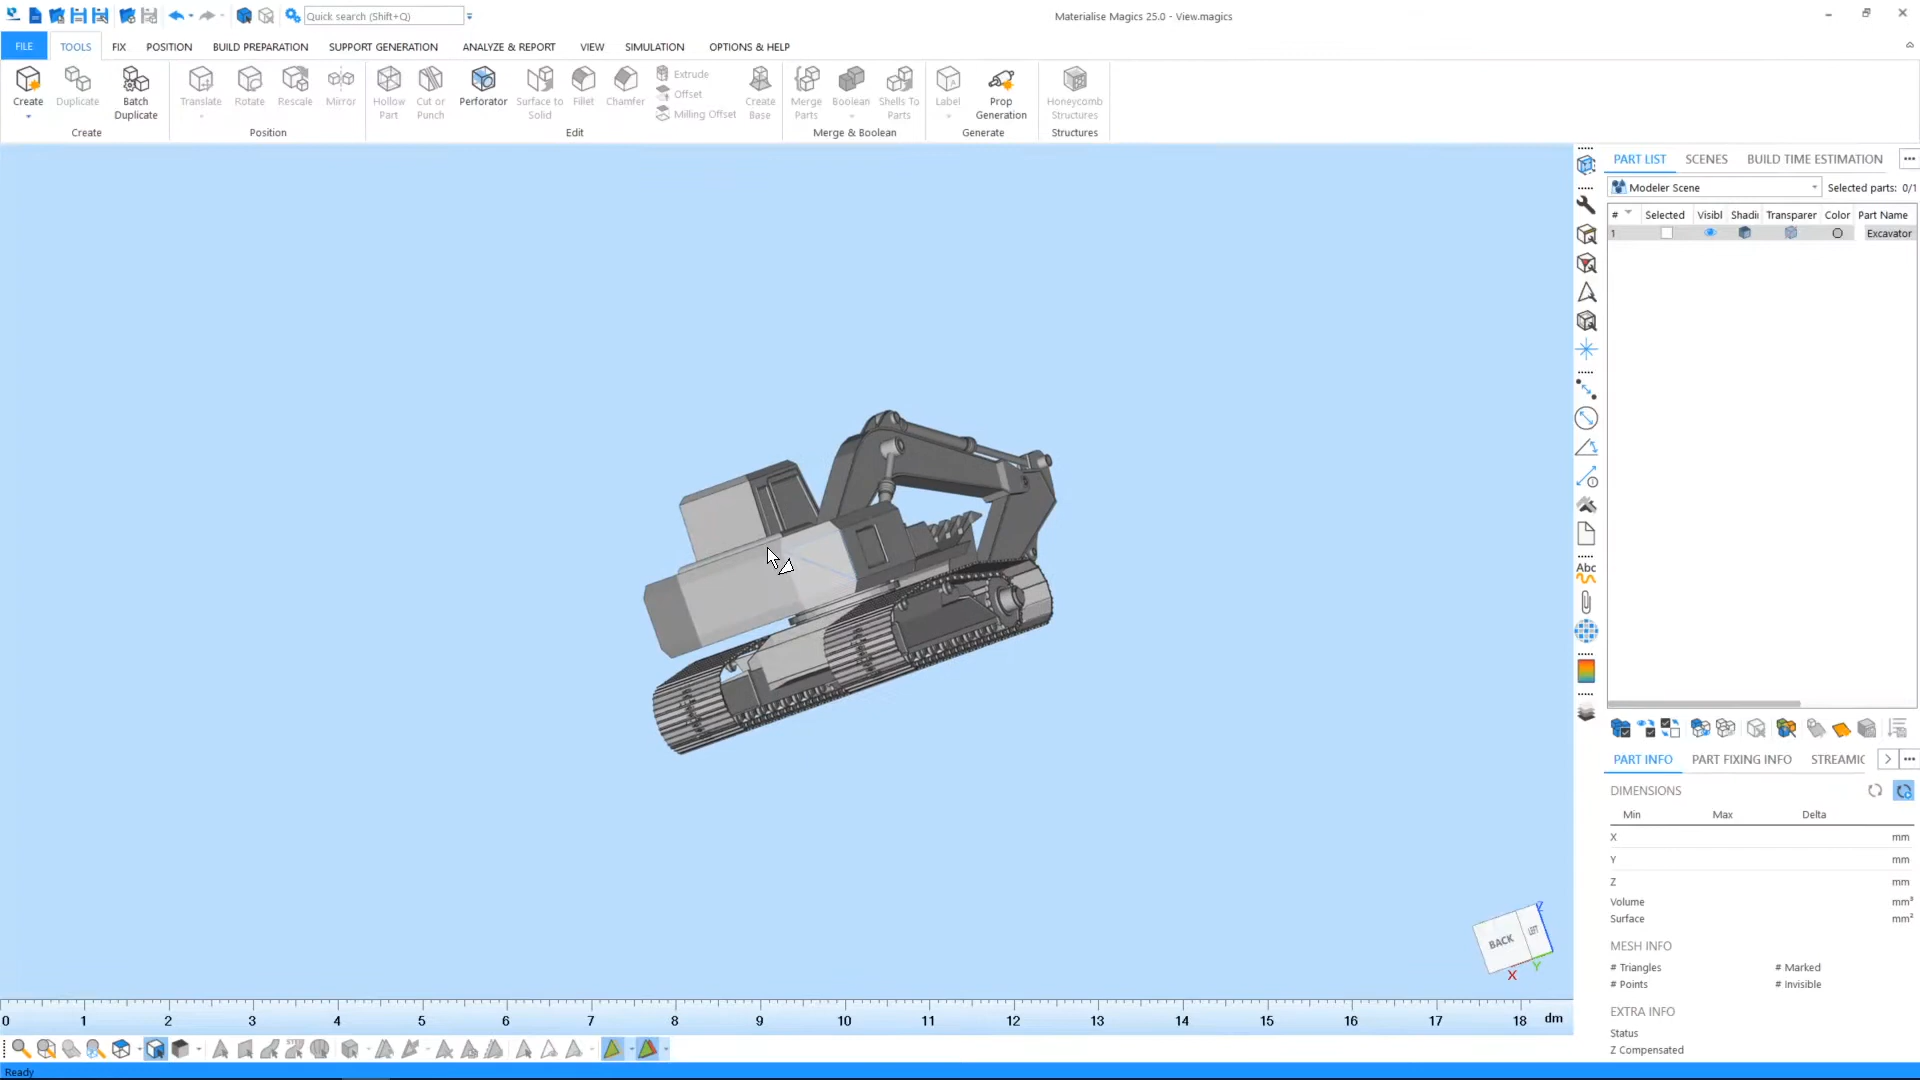 Quick search (Shift+Q)
Materialise Magics 25.0 - View.magics
FILE
TOOLS
FIX
POSITION
BUILD PREPARATION
SUPPORT GENERATION
ANALYZE & REPORT
VIEW
SIMULATION
OPTIONS & HELP
Create
Duplicate
Batch
Duplicate
Create
Translate
Rotate
Rescale
Mirror
Position
Hollow
Part
Cut or
Punch
Perforator
Surface to
Solid
Fillet
Chamfer
Extrude
Offset
Milling Offset
Create
Base
Edit
Merge
Parts
Boolean
Shells To
Parts
Merge & Boolean
Label
Prop
Generation
Generate
Honeycomb
Structures
Structures
PART LIST
SCENES
BUILD TIME ESTIMATION
Modeler Scene
Selected parts: 0/1
#
Selected
Visibl
Shadi
Transparer
Color
Part Name
1
Excavator
Abc
PART INFO
PART FIXING INFO
STREAMIC
DIMENSIONS
Min
Max
Delta
X
mm
Y
mm
Z
mm
Volume
mm³
Surface
mm²
MESH INFO
# Triangles
# Marked
# Points
# Invisible
EXTRA INFO
Status
Z Compensated
BACK
LEFT
Z
X
Y
0 1 2 3 4 5 6 7 8 9 10 11 12 13 14 15 16 17 18 dm
Ready